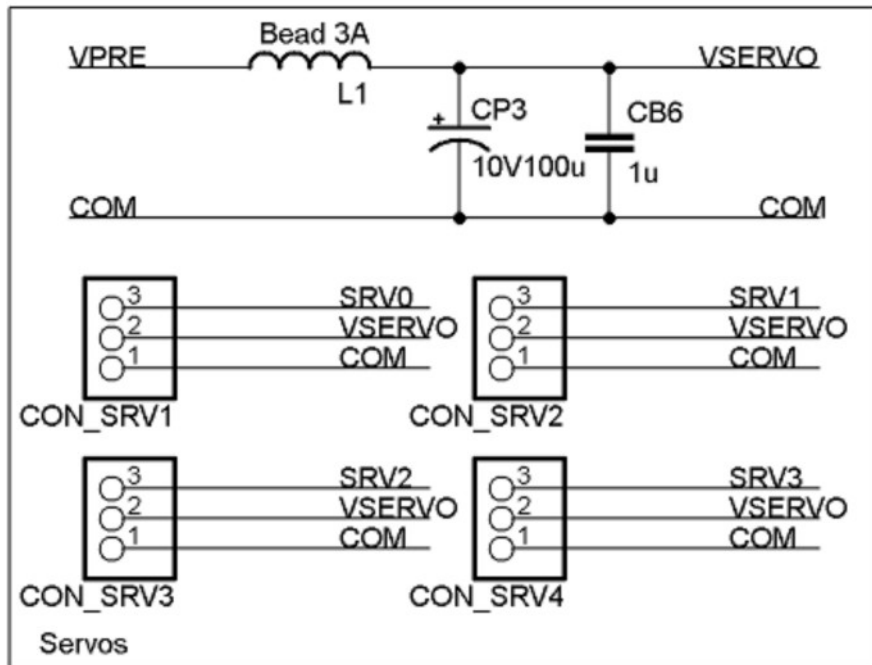 Bead 3A
VPRE
VSERVO
L1
+
CP3
10V100u
CB6
1u
COM
COM
3
SRV0
2
VSERVO
1
COM
CON_SRV1
3
SRV1
2
VSERVO
1
COM
CON_SRV2
3
SRV2
2
VSERVO
1
COM
CON_SRV3
3
SRV3
2
VSERVO
1
COM
CON_SRV4
Servos